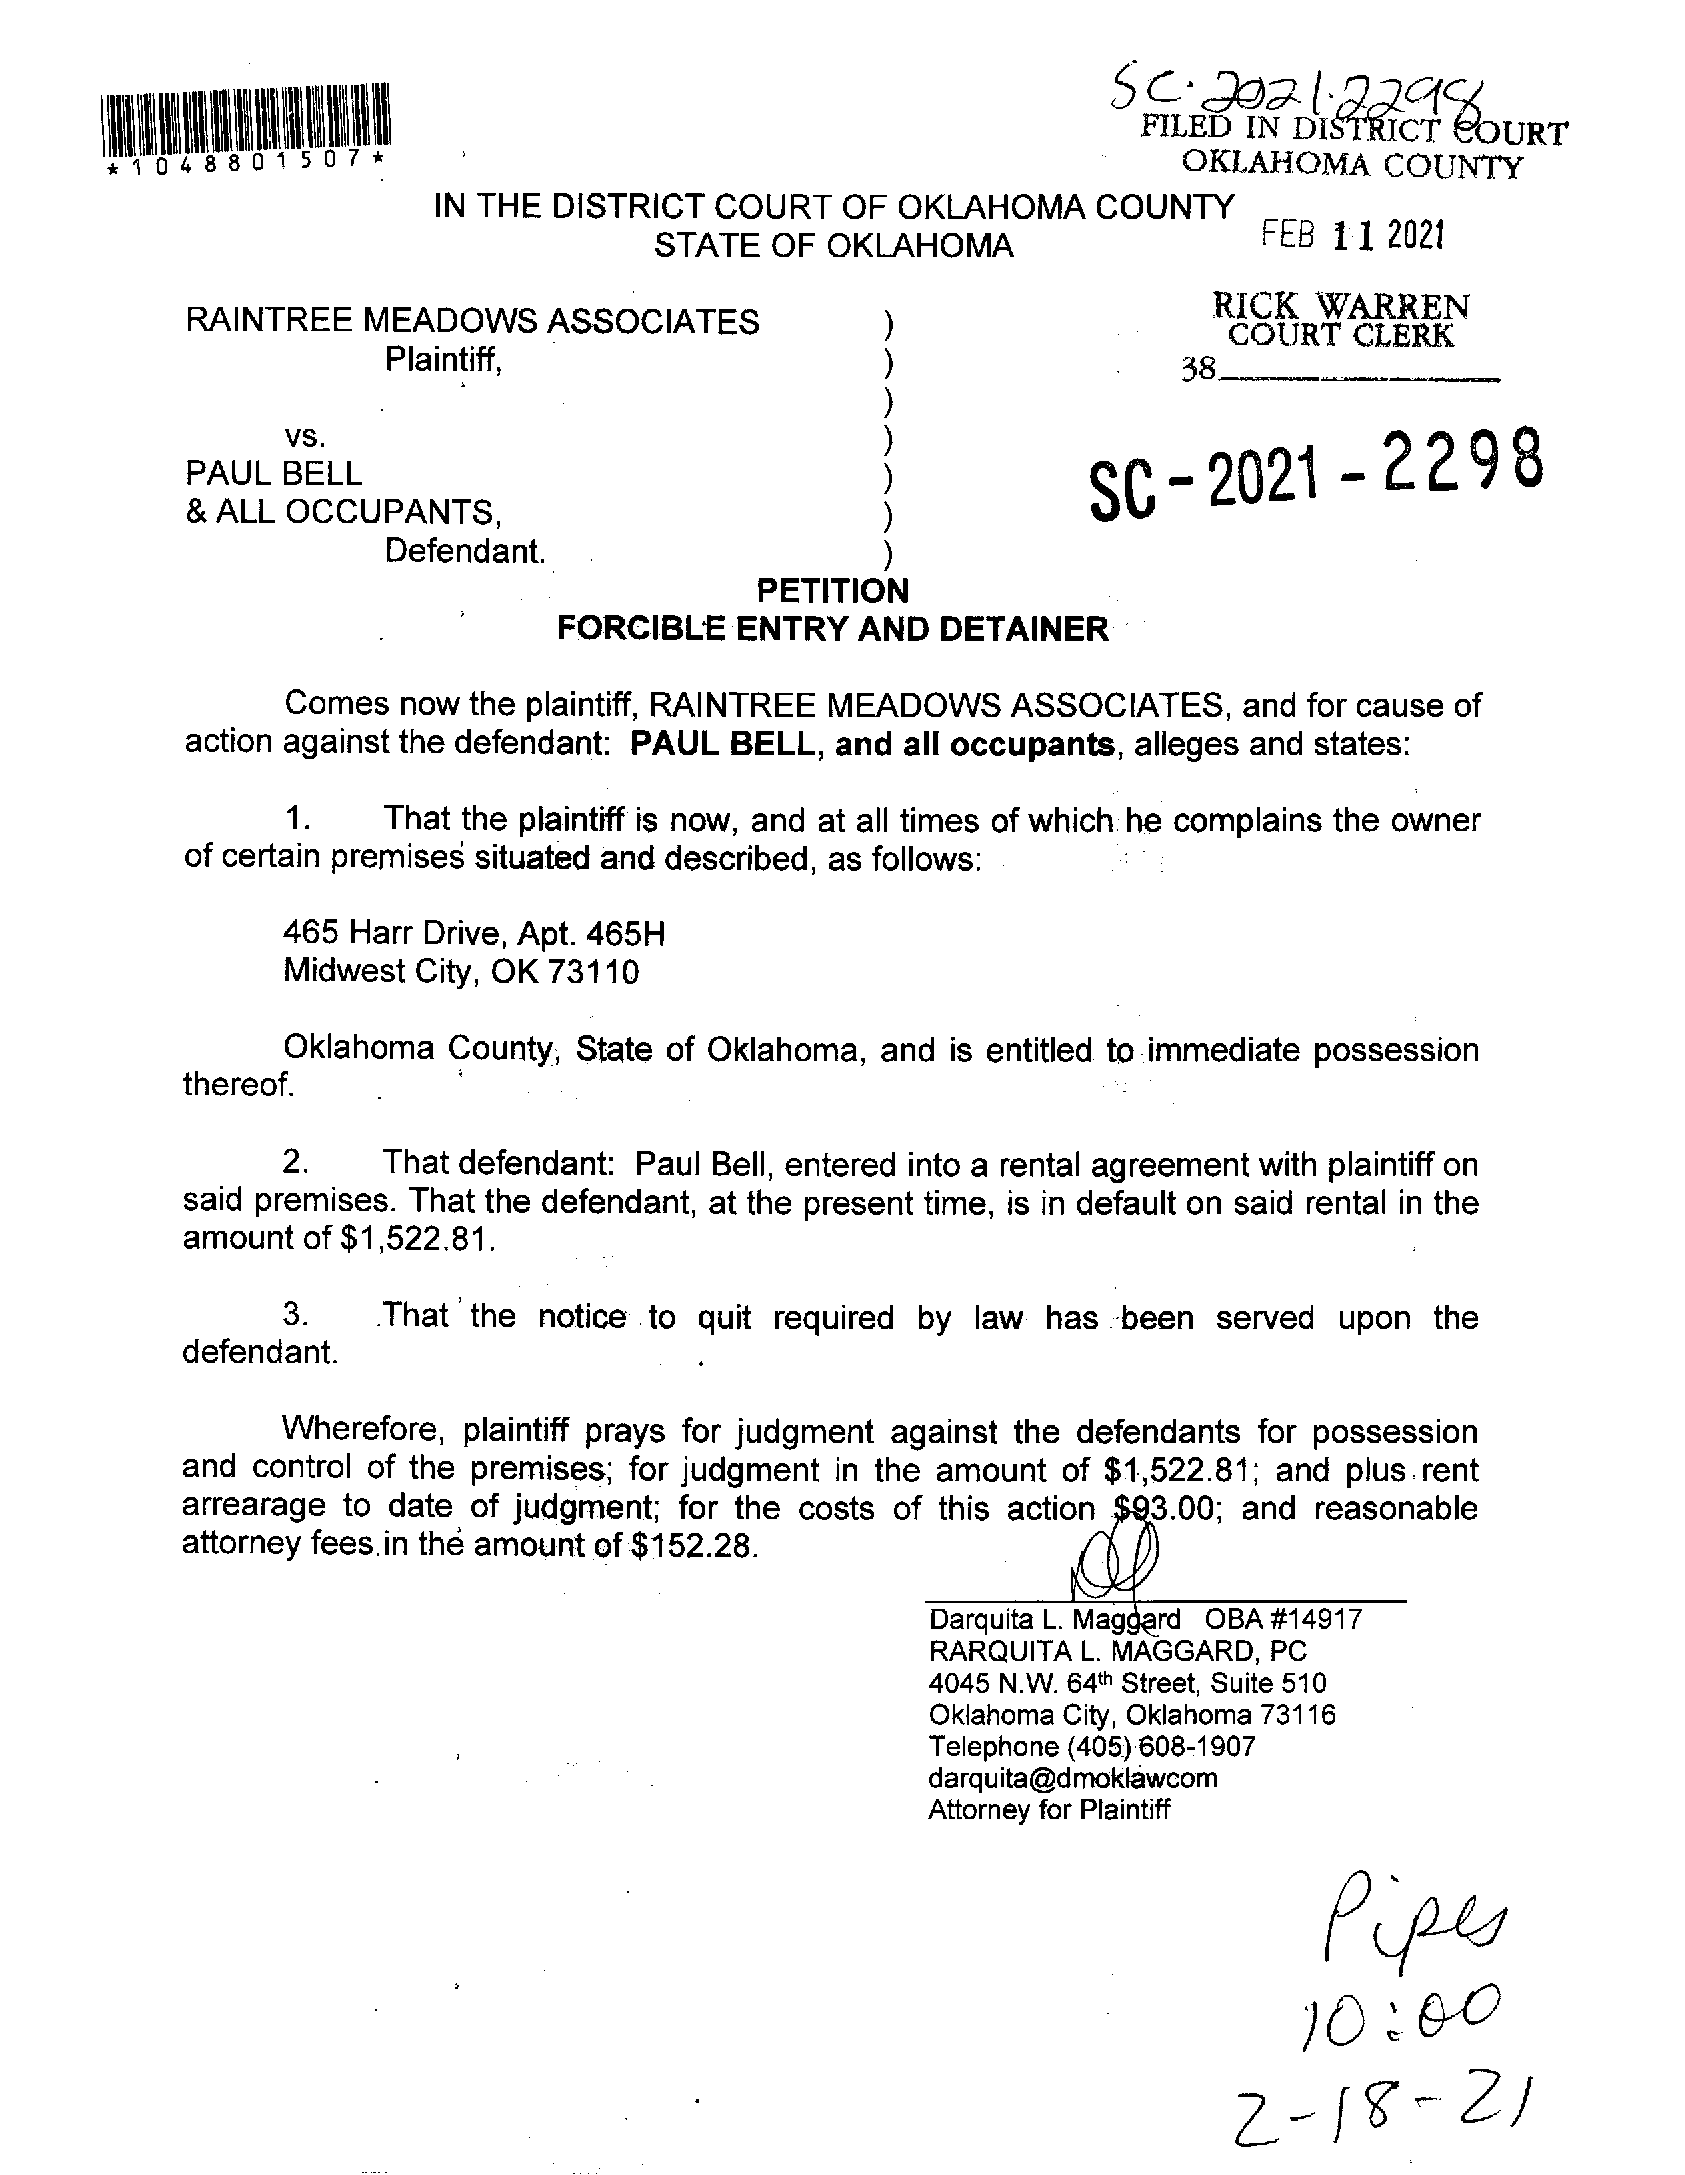 SC-2021-2298
FILED IN DISTRICT COURT
OKLAHOMA COUNTY
*1048801507*
IN THE DISTRICT COURT OF OKLAHOMA COUNTY
STATE OF OKLAHOMA
FEB 11 2021
RICK WARREN
COURT CLERK
38
RAINTREE MEADOWS ASSOCIATES )
Plaintiff, )
)
vs. )
PAUL BELL )
& ALL OCCUPANTS, )
Defendant. )
SC-2021-2298
PETITION
FORCIBLE ENTRY AND DETAINER
Comes now the plaintiff, RAINTREE MEADOWS ASSOCIATES, and for cause of
action against the defendant: PAUL BELL, and all occupants, alleges and states:
1. That the plaintiff is now, and at all times of which he complains the owner
of certain premises situated and described, as follows:
465 Harr Drive, Apt. 465H
Midwest City, OK 73110
Oklahoma County, State of Oklahoma, and is entitled to immediate possession
thereof.
2. That defendant: Paul Bell, entered into a rental agreement with plaintiff on
said premises. That the defendant, at the present time, is in default on said rental in the
amount of $1,522.81.
3. That the notice to quit required by law has been served upon the
defendant.
Wherefore, plaintiff prays for judgment against the defendants for possession
and control of the premises; for judgment in the amount of $1,522.81; and plus rent
arrearage to date of judgment; for the costs of this action $93.00; and reasonable
attorney fees in the amount of $152.28.
Darquita L. Maggard OBA #14917
RARQUITA L. MAGGARD, PC
4045 N.W. 64th Street, Suite 510
Oklahoma City, Oklahoma 73116
Telephone (405) 608-1907
darquita@dmoklawcom
Attorney for Plaintiff
Pipes
10:00
2-18-21